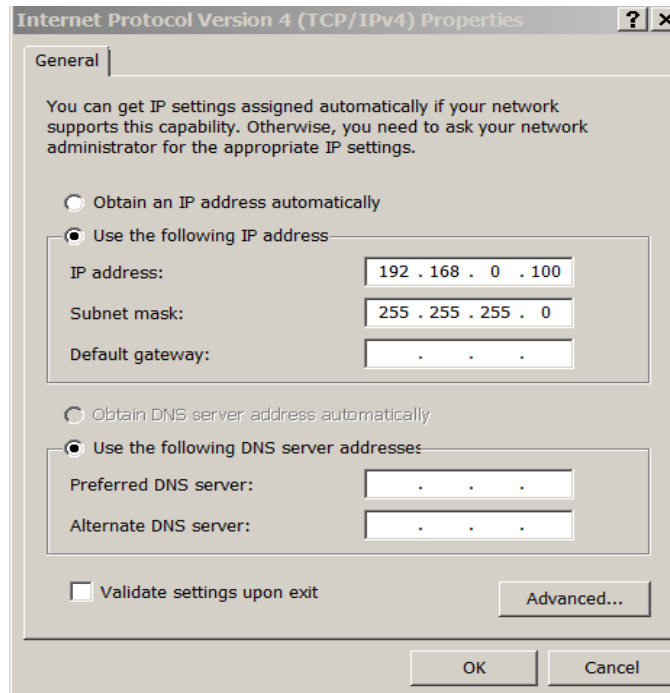 Internet Protocol Version 4 (TCP/IPv4) Properties
General
You can get IP settings assigned automatically if your network
supports this capability. Otherwise, you need to ask your network
administrator for the appropriate IP settings.
Obtain an IP address automatically
Use the following IP address
IP address: 192 . 168 . 0 . 100
Subnet mask: 255 . 255 . 255 . 0
Default gateway: . . .
Obtain DNS server address automatically
Use the following DNS server addresses
Preferred DNS server: . . .
Alternate DNS server: . . .
Validate settings upon exit
Advanced...
OK Cancel